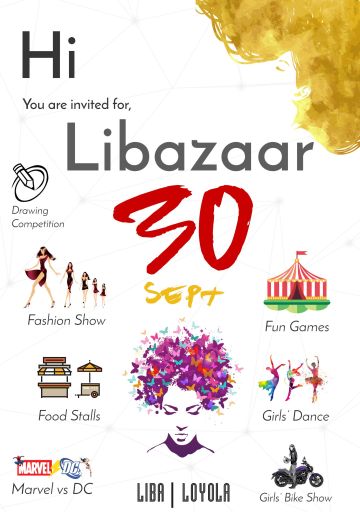 Hi
You are invited for,
Libazaar
30
SEPT
Drawing
Competition
Fashion Show
Fun Games
Food Stalls
Girls' Dance
MARVEL DC
Marvel vs DC
LIBA | LOYOLA
Girls' Bike Show